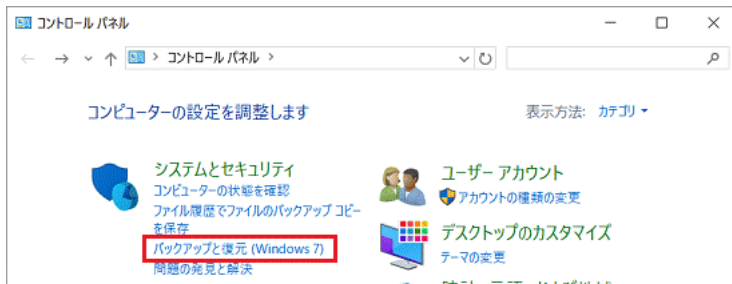 コントロール パネル
コントロール パネル
コンピューターの設定を調整します
表示方法: カテゴリ
システムとセキュリティ
コンピューターの状態を確認
ファイル履歴でファイルのバックアップ コピー
を保存
バックアップと復元 (Windows 7)
問題の発見と解決
ユーザー アカウント
アカウントの種類の変更
デスクトップのカスタマイズ
テーマの変更